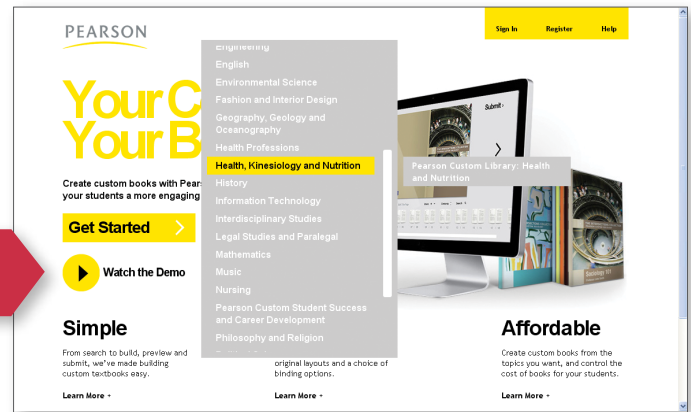 PEARSON
Sign In Register Help
Your C
Your B
Engineering
English
Environmental Science
Fashion and Interior Design
Geography, Geology and
Oceanography
Health Professions
Health, Kinesiology and Nutrition
History
Information Technology
Interdisciplinary Studies
Legal Studies and Paralegal
Mathematics
Music
Nursing
Pearson Custom Student Success
and Career Development
Philosophy and Religion
Pearson Custom Library: Health
and Nutrition
Submit
Create custom books with Pears
your students a more engaging
Get Started
Watch the Demo
Sociology 101
Simple
From search to build, preview and
submit, we've made building
custom textbooks easy.
Learn More
original layouts and a choice of
binding options.
Learn More
Affordable
Create custom books from the
topics you want, and control the
cost of books for your students.
Learn More